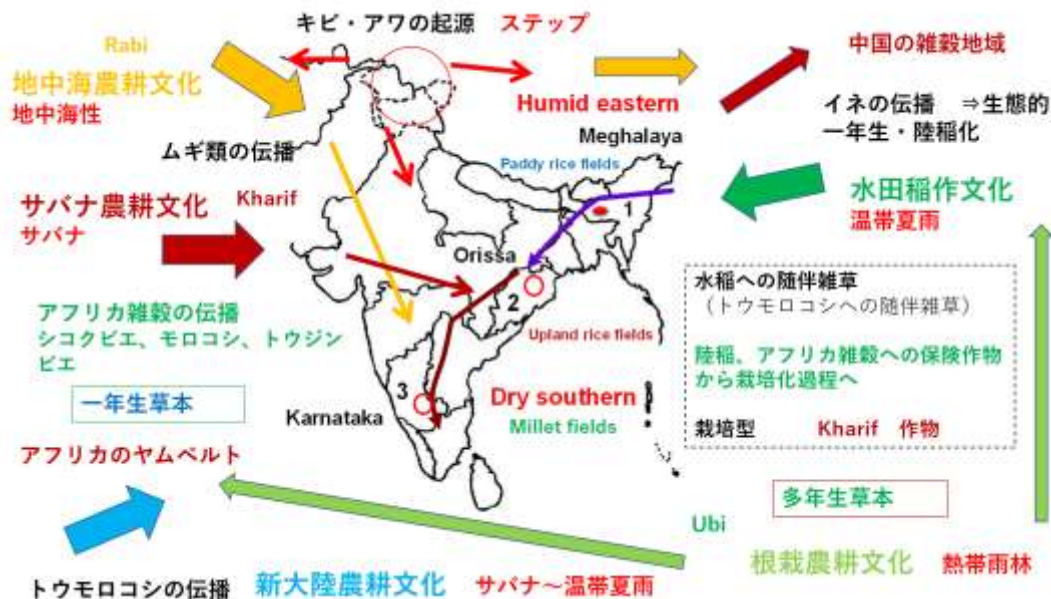 キビ・アワの起源 ステップ
Rabi
地中海農耕文化
地中海性
中国の雑穀地域
Humid eastern
イネの伝播 ⇒生態的
一年生・陸稲化
Meghalaya
ムギ類の伝播
Paddy rice fields
サバナ農耕文化 Kharif
サバナ
1
水田稲作文化
温帯夏雨
Orissa
水稲への随伴雑草
(トウモロコシへの随伴雑草)
2
アフリカ雑穀の伝播
シコクビエ、モロコシ、トウジン
ビエ
Upland rice fields
陸稲、アフリカ雑穀への保険作物
から栽培化過程へ
3
一年生草本
Karnataka
Dry southern
Millet fields
栽培型 Kharif 作物
アフリカのヤムベルト
多年生草本
Ubi
根栽農耕文化 熱帯雨林
トウモロコシの伝播 新大陸農耕文化 サバナ～温帯夏雨